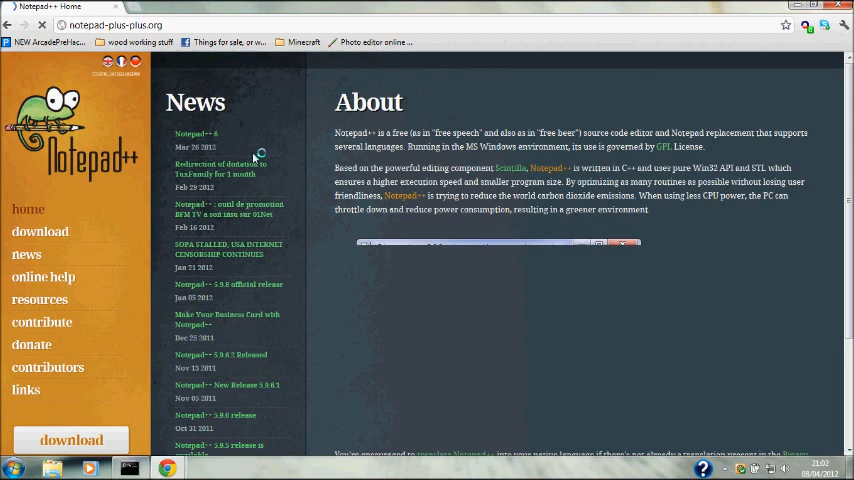 Notepad++ Home
notepad-plus-plus.org
NEW ArcadePreHac...
wood working stuff
Things for sale, or w...
Minecraft
Photo editor online ...
more languages
Notepad++
home
download
news
online help
resources
contribute
donate
contributors
links
download
News
Notepad++ 6
Mar 26 2012
Redirection of donation to
TuxFamily for 1 month
Feb 29 2012
Notepad++ : outil de promotion
BFM TV a son insu sur 01Net
Feb 16 2012
SOPA STALLED, USA INTERNET
CENSORSHIP CONTINUES
Jan 21 2012
Notepad++ 5.9.8 official release
Jan 05 2012
Make Your Business Card with
Notepad++
Dec 25 2011
Notepad++ 5.9.6.2 Released
Nov 13 2011
Notepad++ New Release 5.9.6.1
Nov 05 2011
Notepad++ 5.9.6 release
Oct 31 2011
Notepad++ 5.9.5 release is
About
Notepad++ is a free (as in "free speech" and also as in "free beer") source code editor and Notepad replacement that supports
several languages. Running in the MS Windows environment, its use is governed by GPL License.
Based on the powerful editing component Scintilla, Notepad++ is written in C++ and uses pure Win32 API and STL which
ensures a higher execution speed and smaller program size. By optimizing as many routines as possible without losing user
friendliness, Notepad++ is trying to reduce the world carbon dioxide emissions. When using less CPU power, the PC can
throttle down and reduce power consumption, resulting in a greener environment.
You're encouraged to translate Notepad++ into your native language if there's not already a translation present in the Binary
21:02
08/04/2012